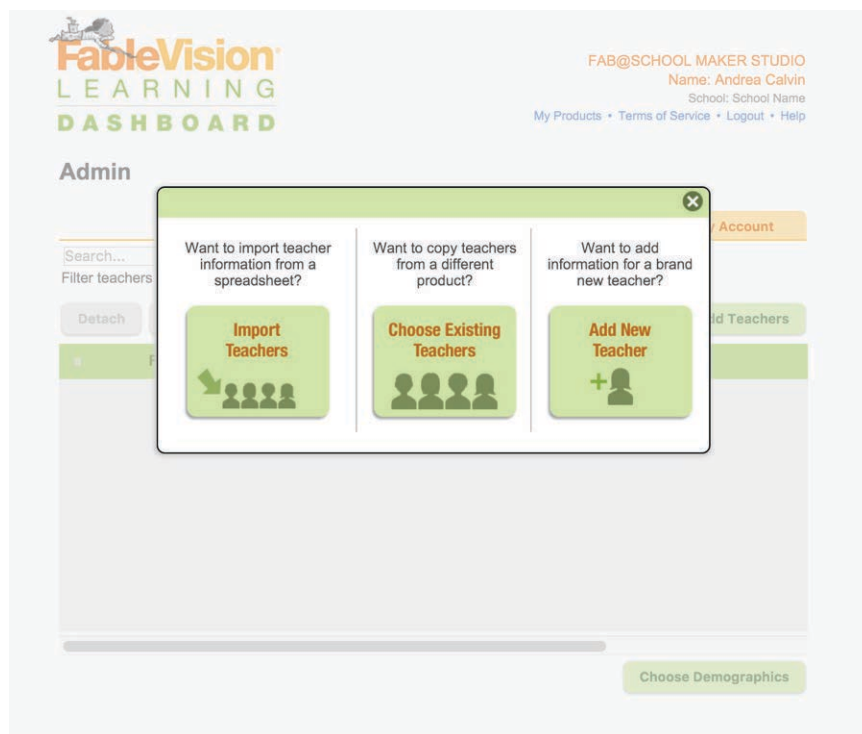 FableVision
LEARNING
DASHBOARD
FAB@SCHOOL MAKER STUDIO
Name: Andrea Calvin
School: School Name
My Products • Terms of Service • Logout • Help
Admin
Account
Search...
Filter teachers
Want to import teacher
information from a
spreadsheet?
Import
Teachers
Want to copy teachers
from a different
product?
Choose Existing
Teachers
Want to add
information for a brand
new teacher?
Add New
Teacher
Detach
Teachers
#
F
Choose Demographics